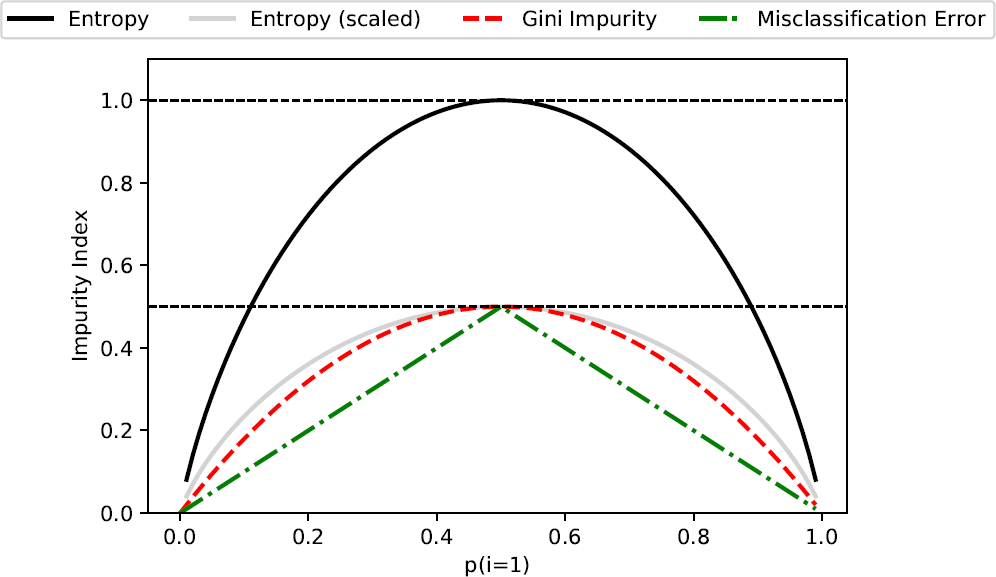 Entropy Entropy (scaled) Gini Impurity Misclassification Error
1.0
0.8
0.6
0.4
0.2
0.0
Impurity Index
0.0 0.2 0.4 0.6 0.8 1.0
p(i=1)